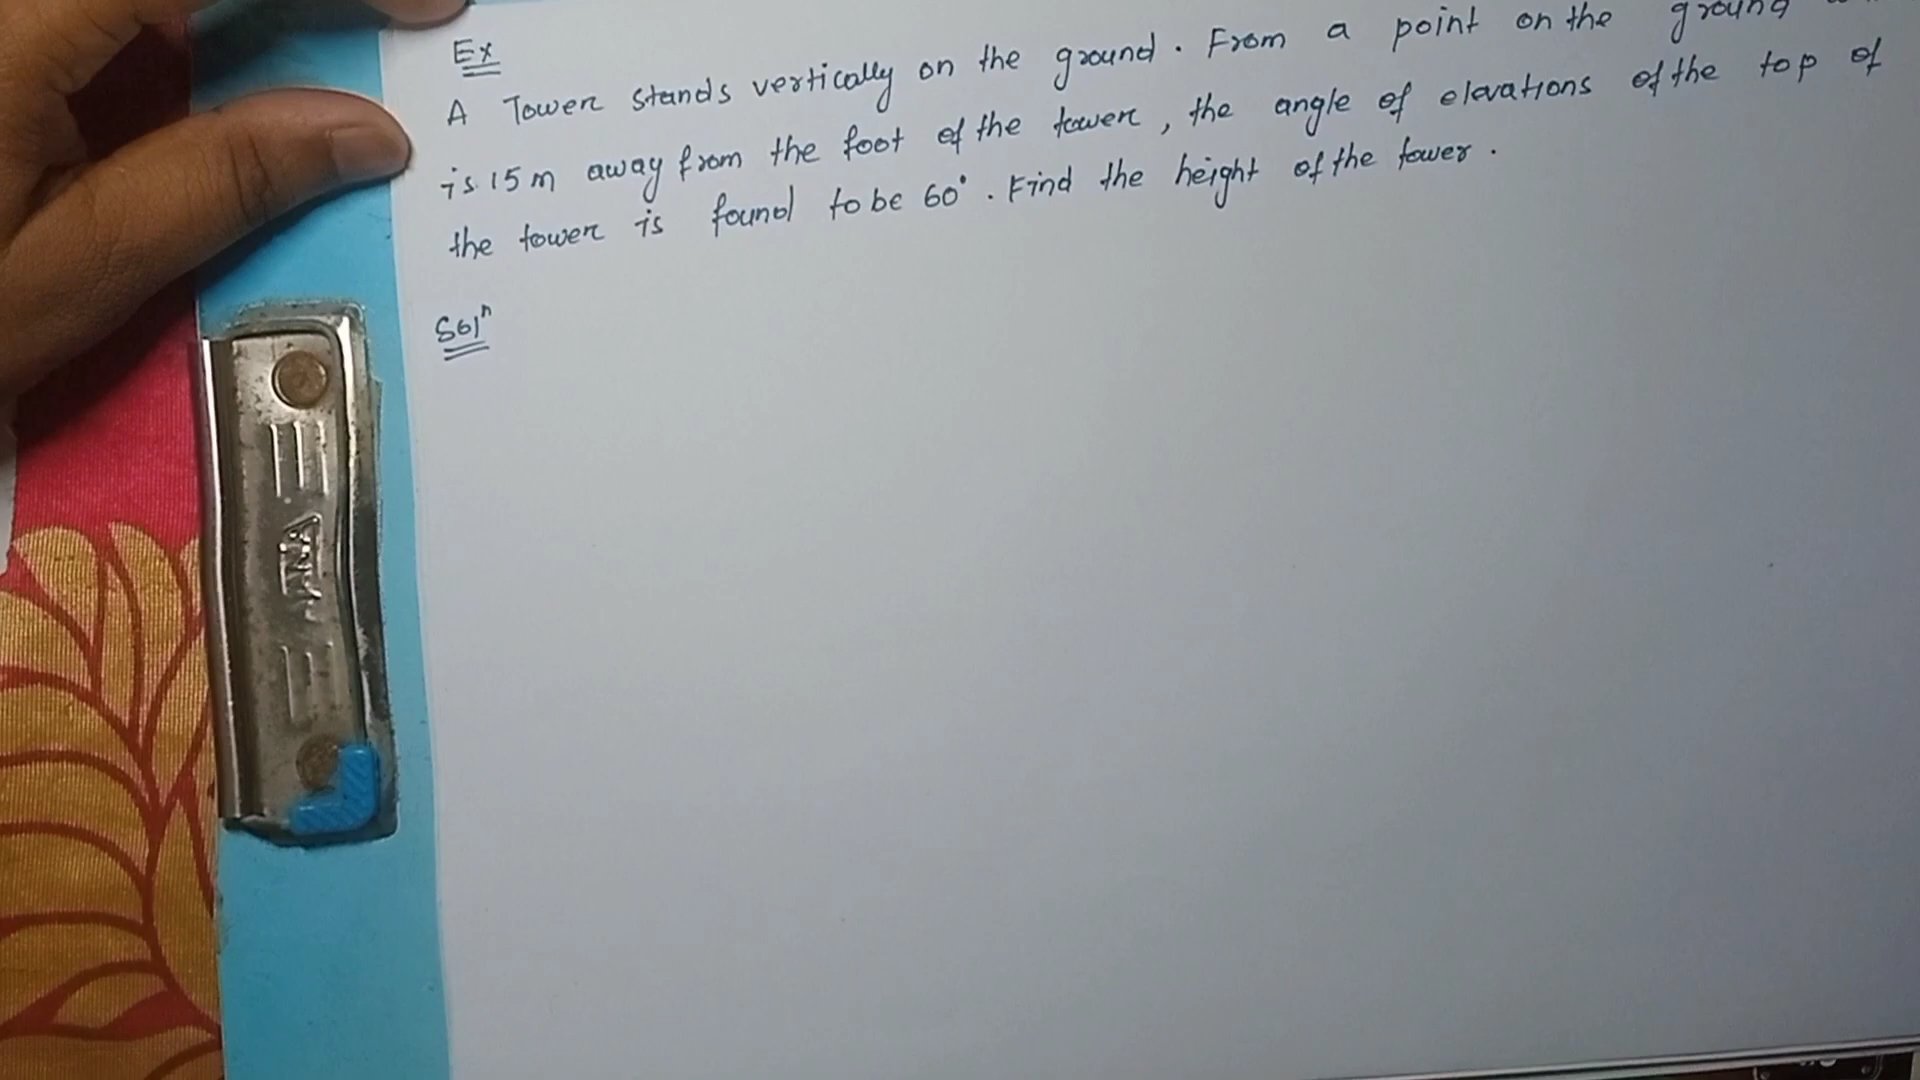 Ex
A Tower stands vertically on the ground. From a point on the ground
is 15 m away from the foot of the tower, the angle of elevations of the top of
the tower is found to be 60°. Find the height of the tower.
Solⁿ